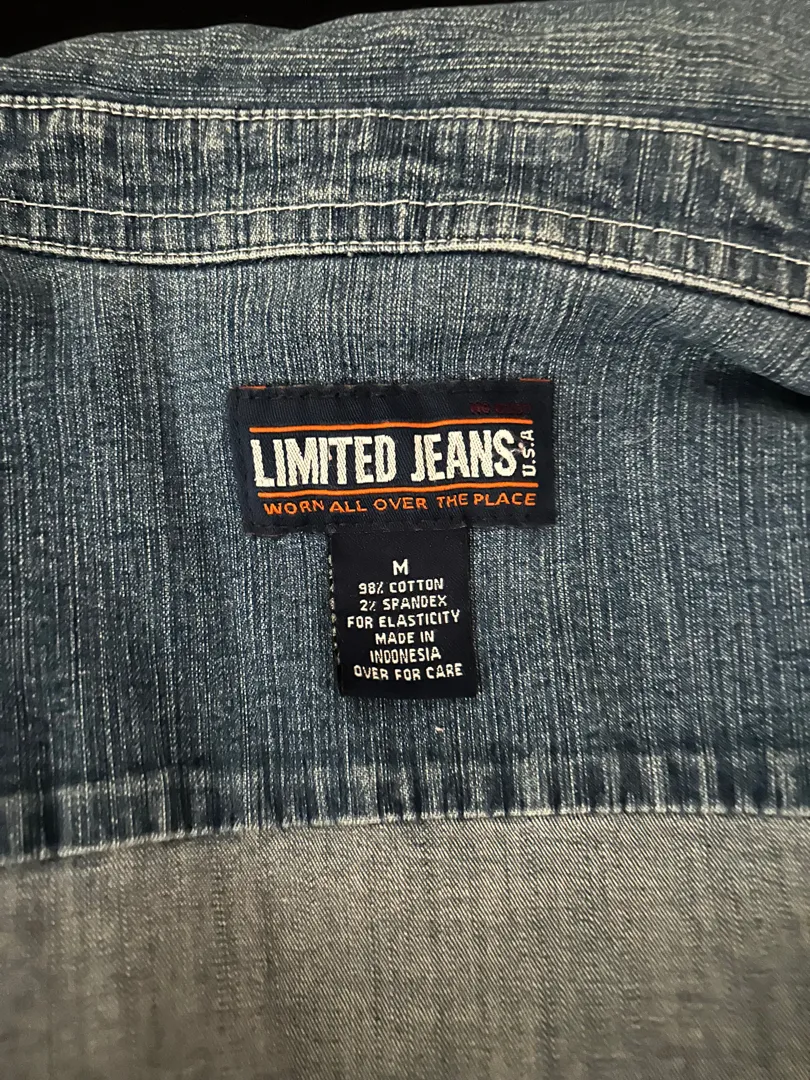 LIMITED JEANS U.S.A
WORN ALL OVER THE PLACE
M
98% COTTON
2% SPANDEX
FOR ELASTICITY
MADE IN
INDONESIA
OVER FOR CARE